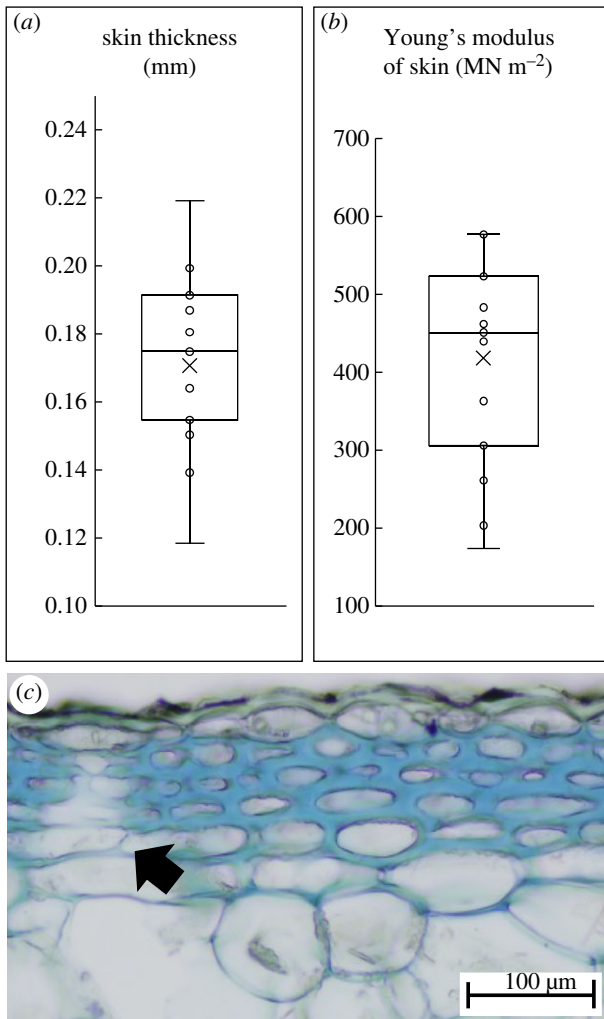 (a)
skin thickness
(mm)
0.24
0.22
0.20
0.18
0.16
0.14
0.12
0.10
(b)
Young’s modulus
of skin (MN m⁻²)
700
600
500
400
300
200
100
(c)
100 µm